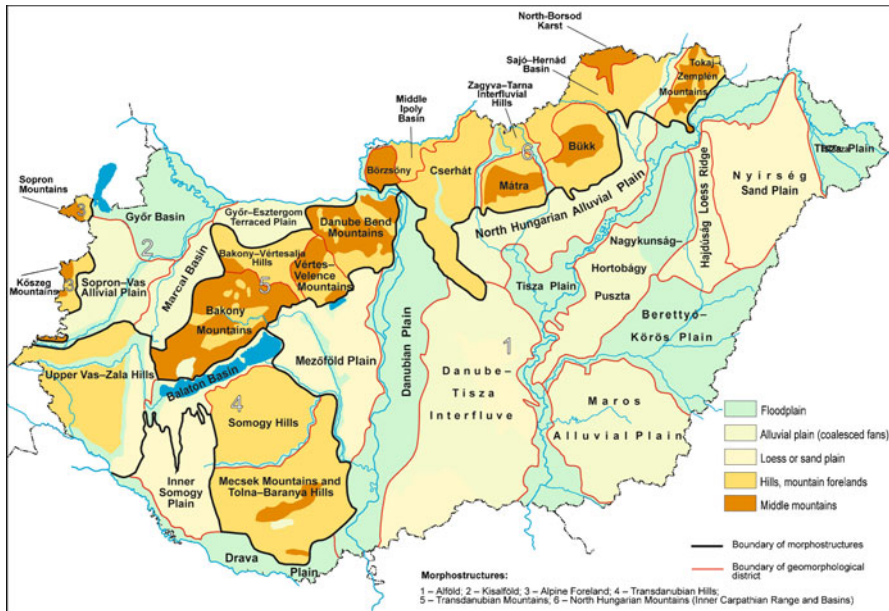 North-Borsod
Karst
Sajó–Hernád
Basin
Zagyva–Tarna
Interfluvial
Hills
Tokaj-
Zemplén
Mountains
Middle
Ipoly
Basin
Bükk
Börzsöny
Cserhát
6
Mátra
Tisza Plain
Sopron
Mountains
3
Győr Basin
Győr–Esztergom
Terraced Plain
Danube Bend
Mountains
North Hungarian Alluvial Plain
Hajdúság Loess Ridge
Nyirség
Sand Plain
2
Marcal Basin
Bakony–Vértesalja
Hills
Vértes–
Velence
Mountains
Nagykunság–
Hortobágy
Puszta
Kőszeg
Mountains
3
Sopron–Vas
Allivial Plain
5
Bakony
Mountains
Tisza Plain
Berettyó–
Körös Plain
Upper Vas–Zala Hills
Balaton Basin
Mezőföld Plain
Danubian Plain
1
Danube–
Tisza
Interfluve
4
Somogy Hills
Maros
Alluvial Plain
Inner
Somogy
Plain
Mecsek Mountains and
Tolna–Baranya Hills
Drava Plain
Floodplain
Alluvial plain (coalesced fans)
Loess or sand plain
Hills, mountain forelands
Middle mountains
Boundary of morphostructures
Boundary of geomorphological
district
Morphostructures:
1 – Alföld; 2 – Kisalföld; 3 – Alpine Foreland; 4 – Transdanubian Hills;
5 – Transdanubian Mountains; 6 – North Hungarian Mountains (Inner Carpathian Range and Basins)